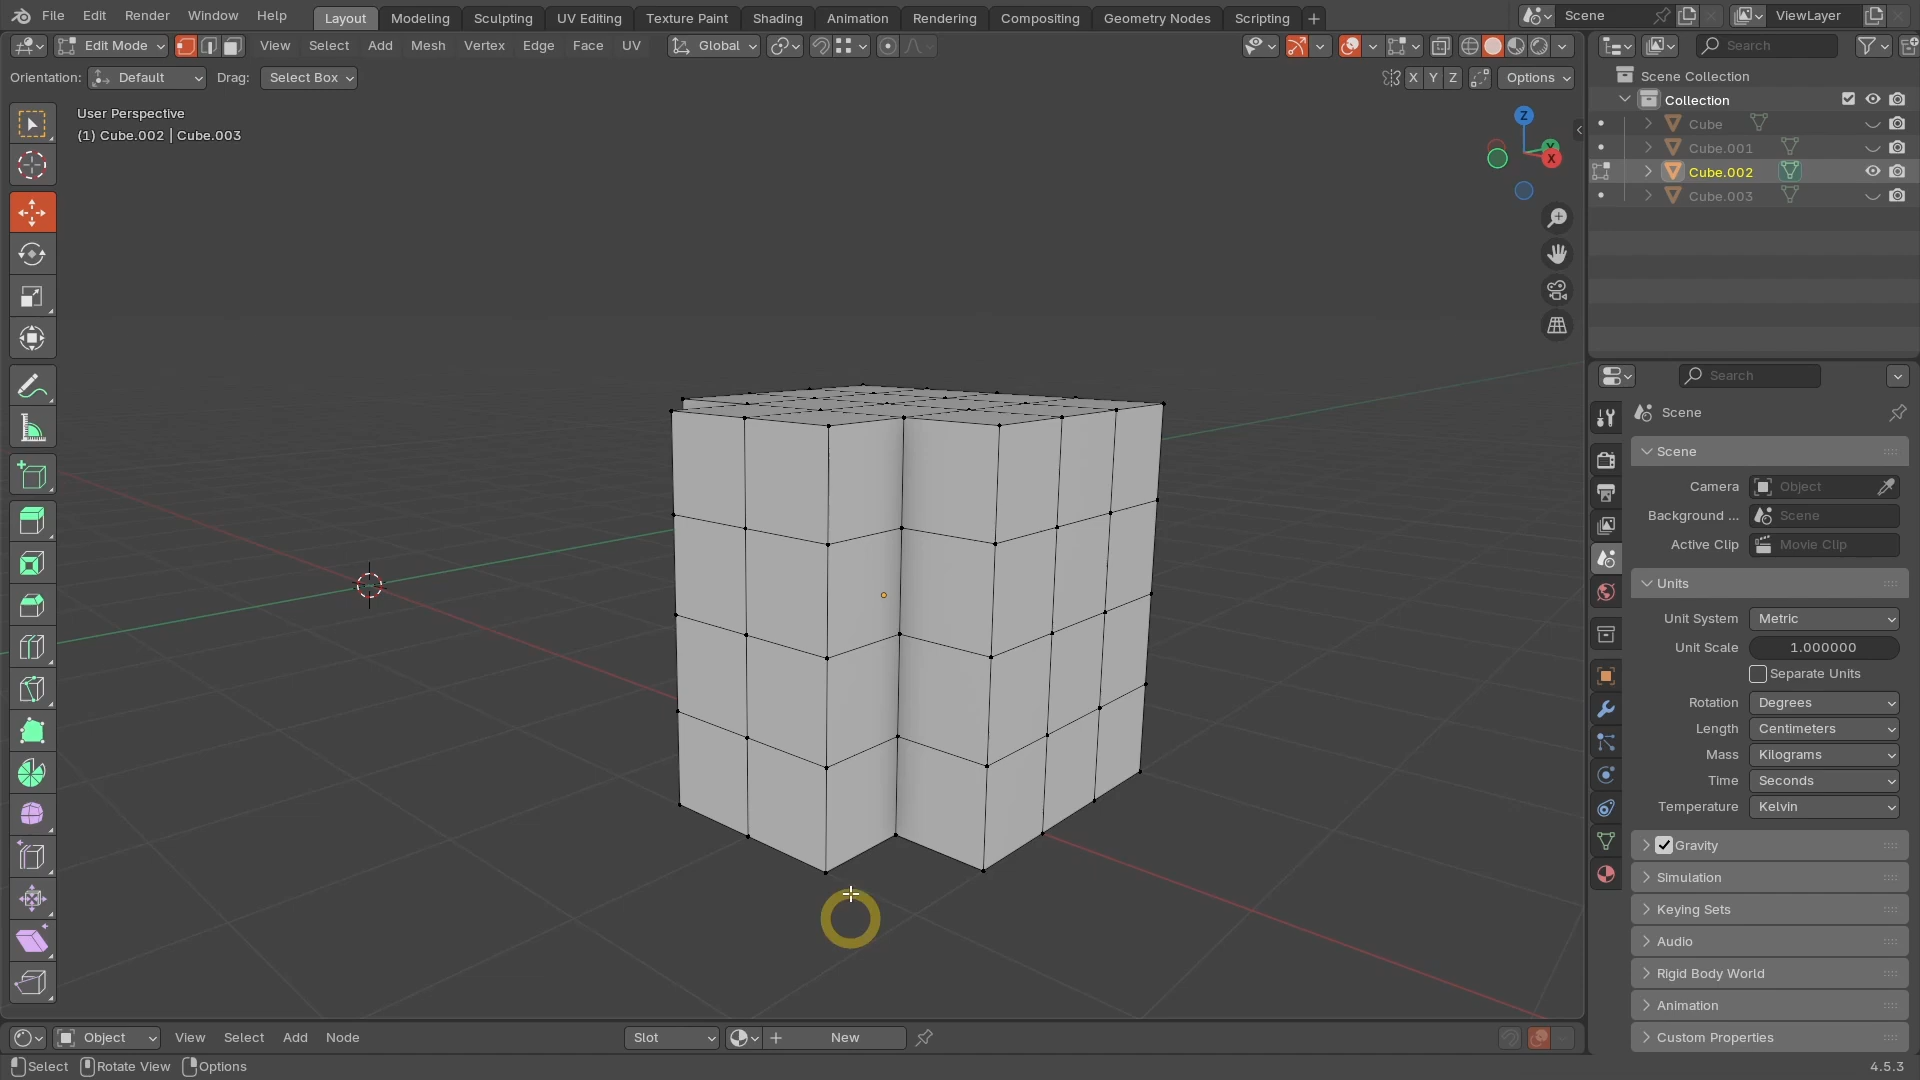 File Edit Render Window Help Layout Modeling Sculpting UV Editing Texture Paint Shading Animation Rendering Compositing Geometry Nodes Scripting + Scene ViewLayer
Edit Mode View Select Add Mesh Vertex Edge Face UV Global Search
Orientation: Default Drag: Select Box X Y Z Options
Scene Collection
Collection
Cube
Cube.001
Cube.002
Cube.003
User Perspective
(1) Cube.002 | Cube.003
Z
Y
X
Search
Scene
Scene
Camera Object
Background ... Scene
Active Clip Movie Clip
Units
Unit System Metric
Unit Scale 1.000000
Separate Units
Rotation Degrees
Length Centimeters
Mass Kilograms
Time Seconds
Temperature Kelvin
Gravity
Simulation
Keying Sets
Audio
Rigid Body World
Animation
Custom Properties
Object View Select Add Node Slot New
Select Rotate View Options 4.5.3